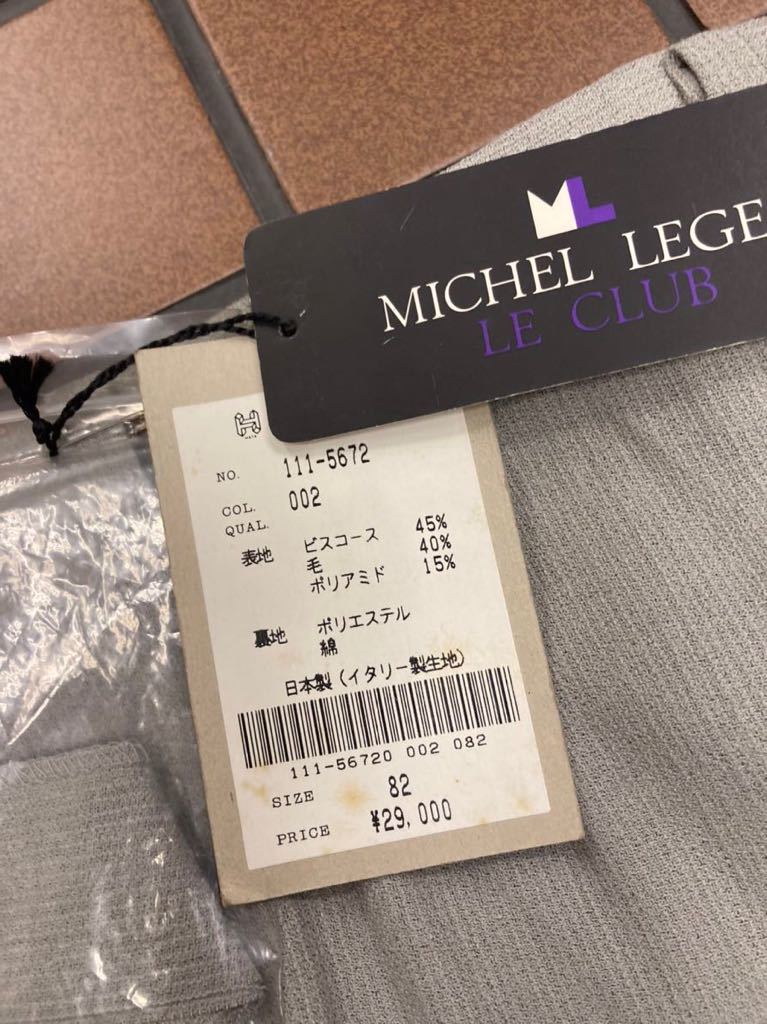 ML
MICHEL LEGE
LE CLUB
NO. 111-5672
COL. 002
QUAL.
表地 ビスコース 45%
毛 40%
ポリアミド 15%
裏地 ポリエステル
綿
日本製(イタリー製生地)
111-56720 002 082
SIZE 82
PRICE ¥29,000